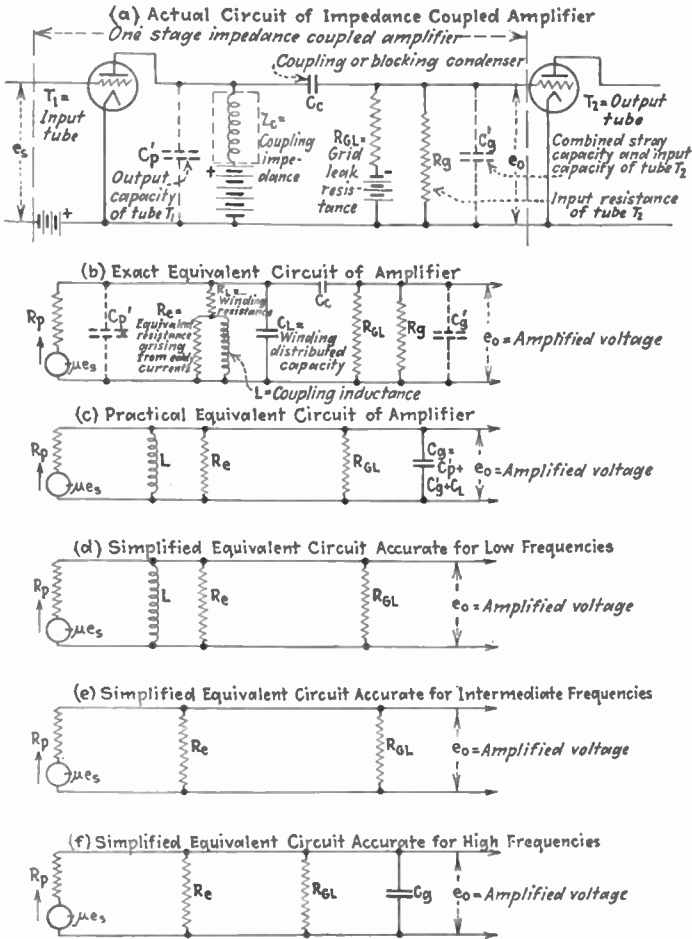 (a) Actual Circuit of Impedance Coupled Amplifier
One stage impedance coupled amplifier
Coupling or blocking condenser
T1 = Input tube
es
Cp'
Output capacity of tube T1
+
Zc = Coupling impedance
Cc
RGL = Grid leak resistance
Rg
Cg'
eo
T2 = Output tube
Combined stray capacity and input capacity of tube T2
Input resistance of tube T2
+
(b) Exact Equivalent Circuit of Amplifier
Rp
μes
Cp'
Re = Equivalent resistance arising from eddy currents
RL = Winding resistance
CL = Winding distributed capacity
L = Coupling inductance
Cc
RGL
Rg
Cg'
eo = Amplified voltage
(c) Practical Equivalent Circuit of Amplifier
Rp
μes
L
Re
RGL
Cg = Cp' + Cg' + CL
eo = Amplified voltage
(d) Simplified Equivalent Circuit Accurate for Low Frequencies
Rp
μes
L
Re
RGL
eo = Amplified voltage
(e) Simplified Equivalent Circuit Accurate for Intermediate Frequencies
Rp
μes
Re
RGL
eo = Amplified voltage
(f) Simplified Equivalent Circuit Accurate for High Frequencies
Rp
μes
Re
RGL
Cg
eo = Amplified voltage